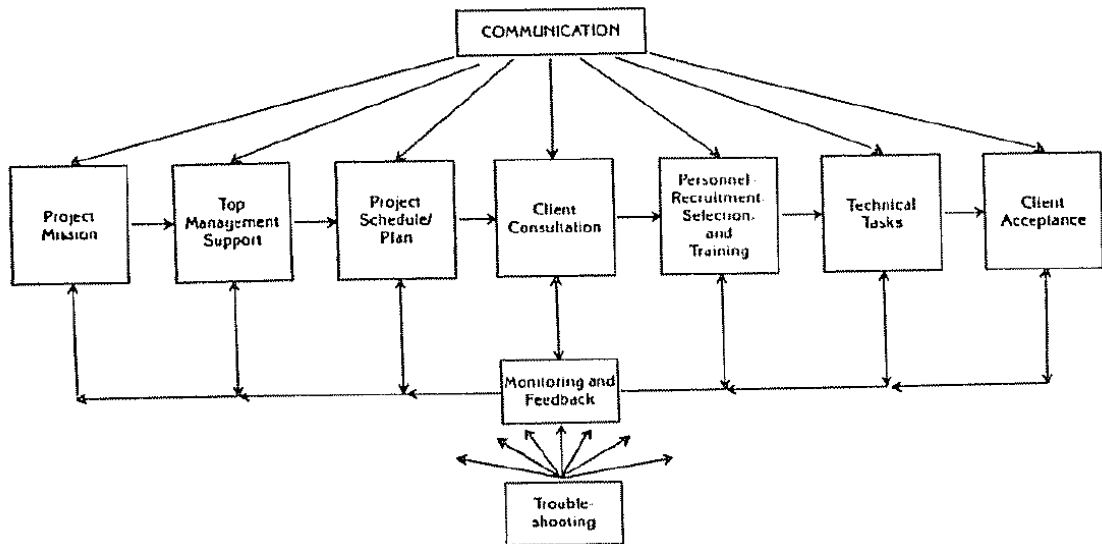 COMMUNICATION
Project
Mission
Top
Management
Support
Project
Schedule/
Plan
Client
Consultation
Personnel-
Recruitment,
Selection,
and
Training
Technical
Tasks
Client
Acceptance
Monitoring and
Feedback
Trouble-
shooting